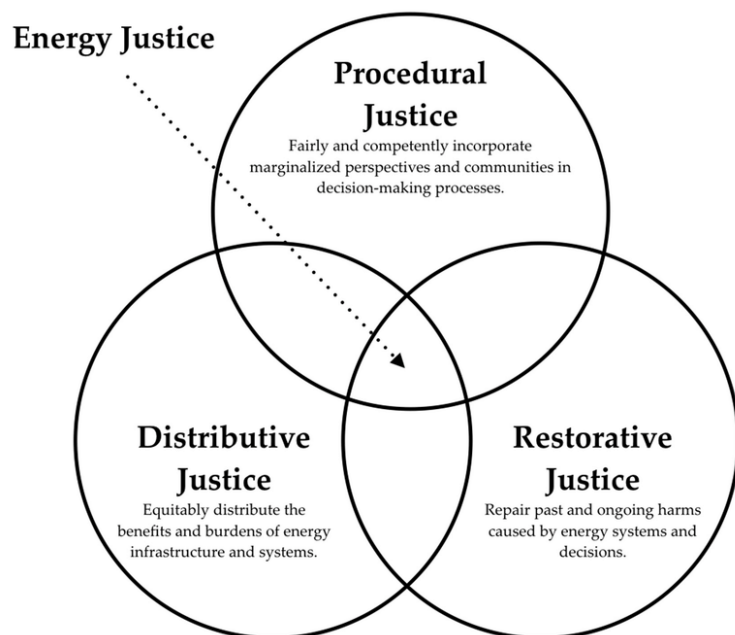 Energy Justice
Procedural
Justice
Fairly and competently incorporate
marginalized perspectives and communities in
decision-making processes.
Distributive
Justice
Equitably distribute the
benefits and burdens of energy
infrastructure and systems.
Restorative
Justice
Repair past and ongoing harms
caused by energy systems and
decisions.